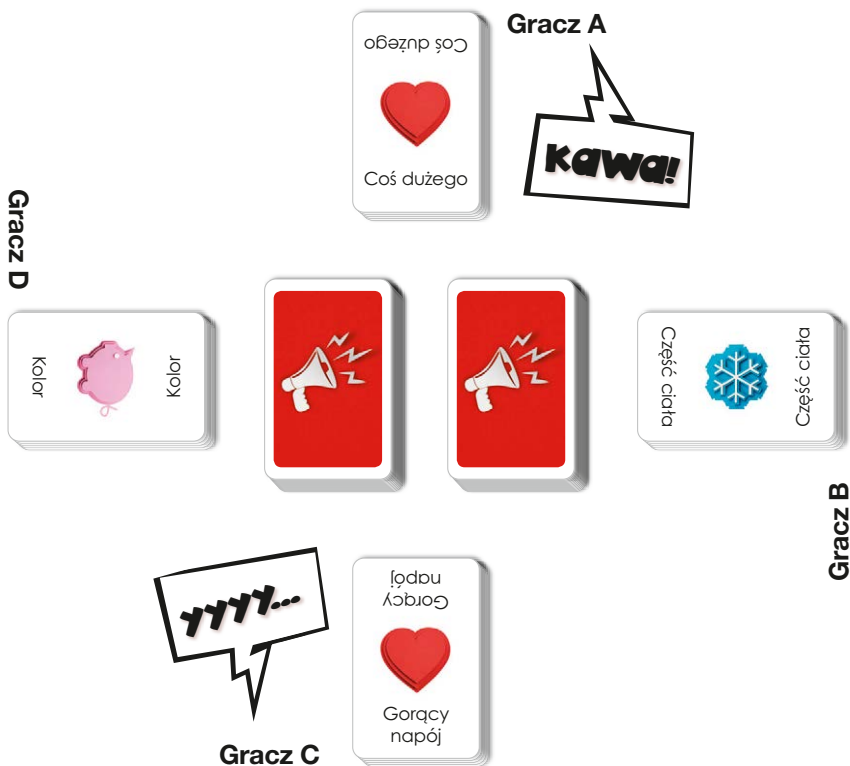 Gracz A
Coś dużego
Coś dużego
Kawa!
Gracz D
Kolor
Kolor
Część ciała
Część ciała
Gracz B
yyyy...
Gorący
napój
Gorący
napój
Gracz C